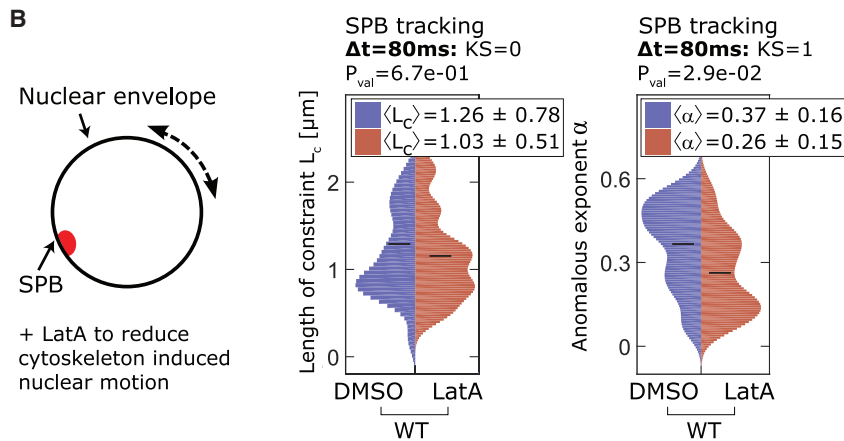 B
Nuclear envelope
SPB
+ LatA to reduce
cytoskeleton induced
nuclear motion
SPB tracking
Δt=80ms: KS=0
Pval=6.7e-01
⟨LC⟩=1.26 ± 0.78
⟨LC⟩=1.03 ± 0.51
Length of constraint Lc [µm]
2
1
0
DMSO LatA
WT
SPB tracking
Δt=80ms: KS=1
Pval=2.9e-02
⟨α⟩=0.37 ± 0.16
⟨α⟩=0.26 ± 0.15
Anomalous exponent α
0.6
0.3
0
DMSO LatA
WT